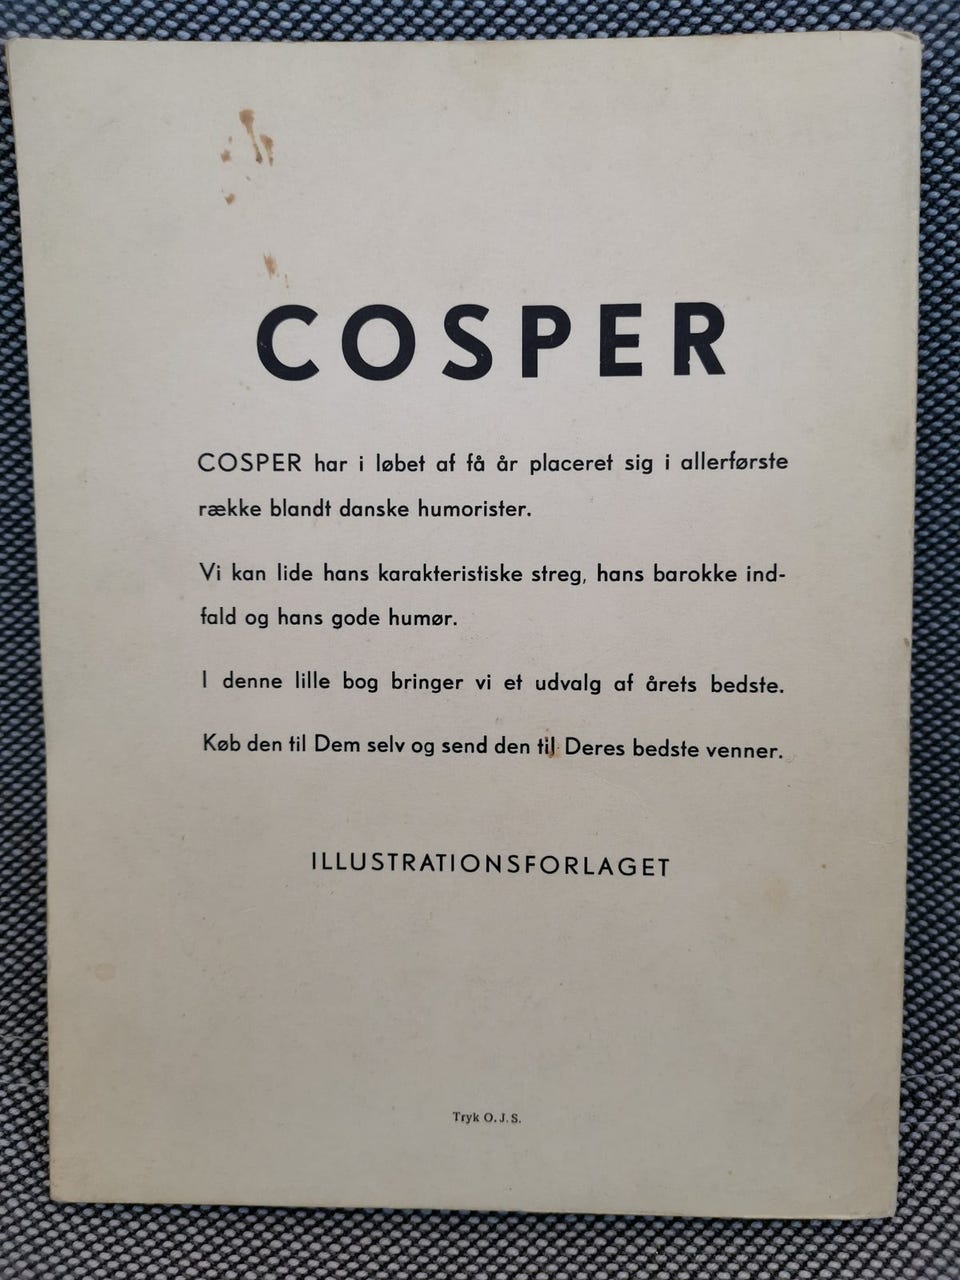 COSPER
COSPER har i løbet af få år placeret sig i allerførste
række blandt danske humorister.
Vi kan lide hans karakteristiske streg, hans barokke ind-
fald og hans gode humør.
I denne lille bog bringer vi et udvalg af årets bedste.
Køb den til Dem selv og send den til Deres bedste venner.
ILLUSTRATIONSFORLAGET
Tryk O.J.S.